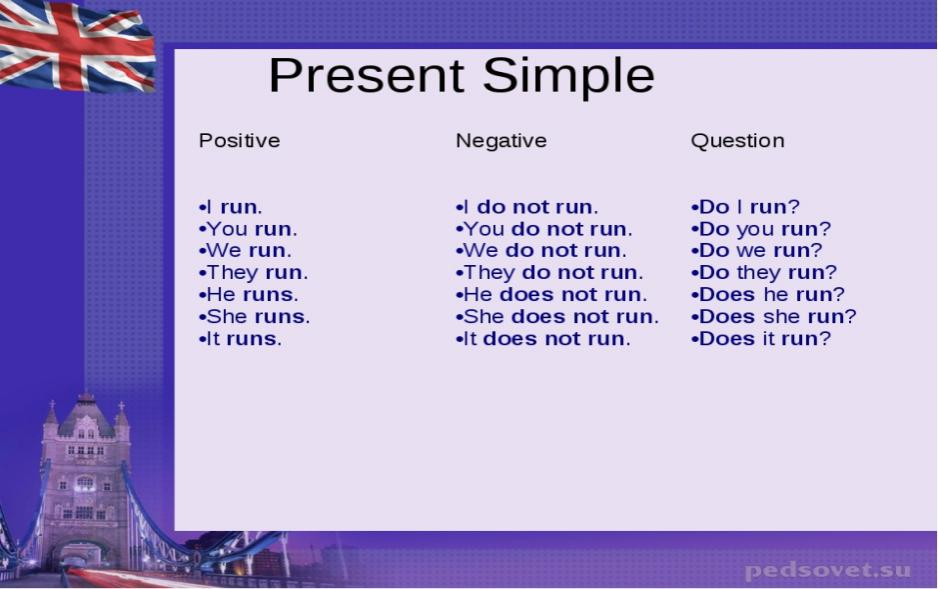 Present Simple
Positive
•I run.
•You run.
•We run.
•They run.
•He runs.
•She runs.
•It runs.
Negative
•I do not run.
•You do not run.
•We do not run.
•They do not run.
•He does not run.
•She does not run.
•It does not run.
Question
•Do I run?
•Do you run?
•Do we run?
•Do they run?
•Does he run?
•Does she run?
•Does it run?
pedsovet.su